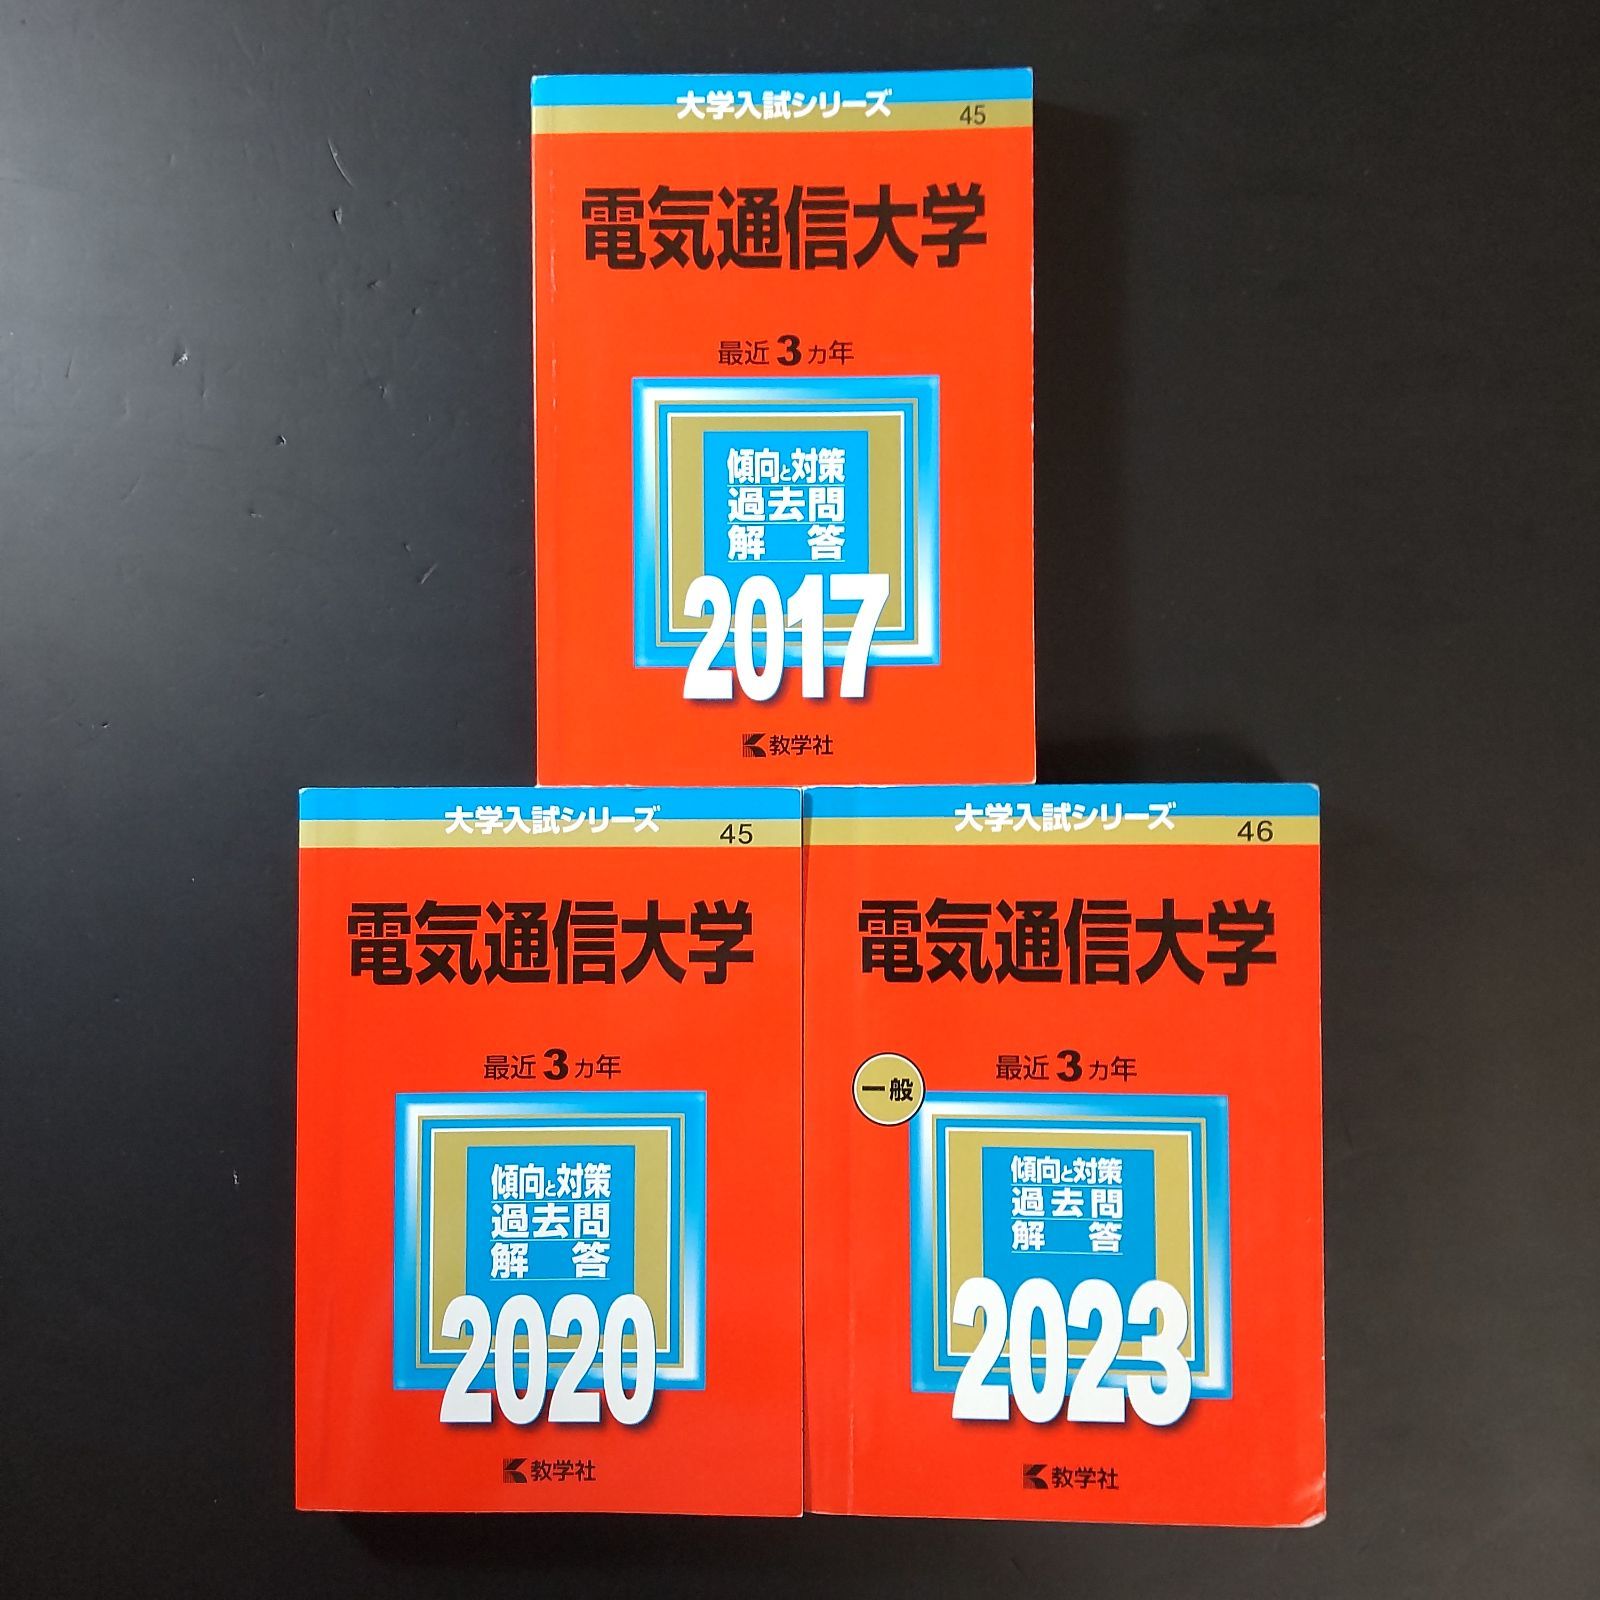 大学入試シリーズ
45
電気通信大学
最近3カ年
傾向と対策
過去問
解答
2017
教学社
大学入試シリーズ
45
電気通信大学
最近3カ年
傾向と対策
過去問
解答
2020
教学社
大学入試シリーズ
46
電気通信大学
最近3カ年
一般
傾向と対策
過去問
解答
2023
教学社